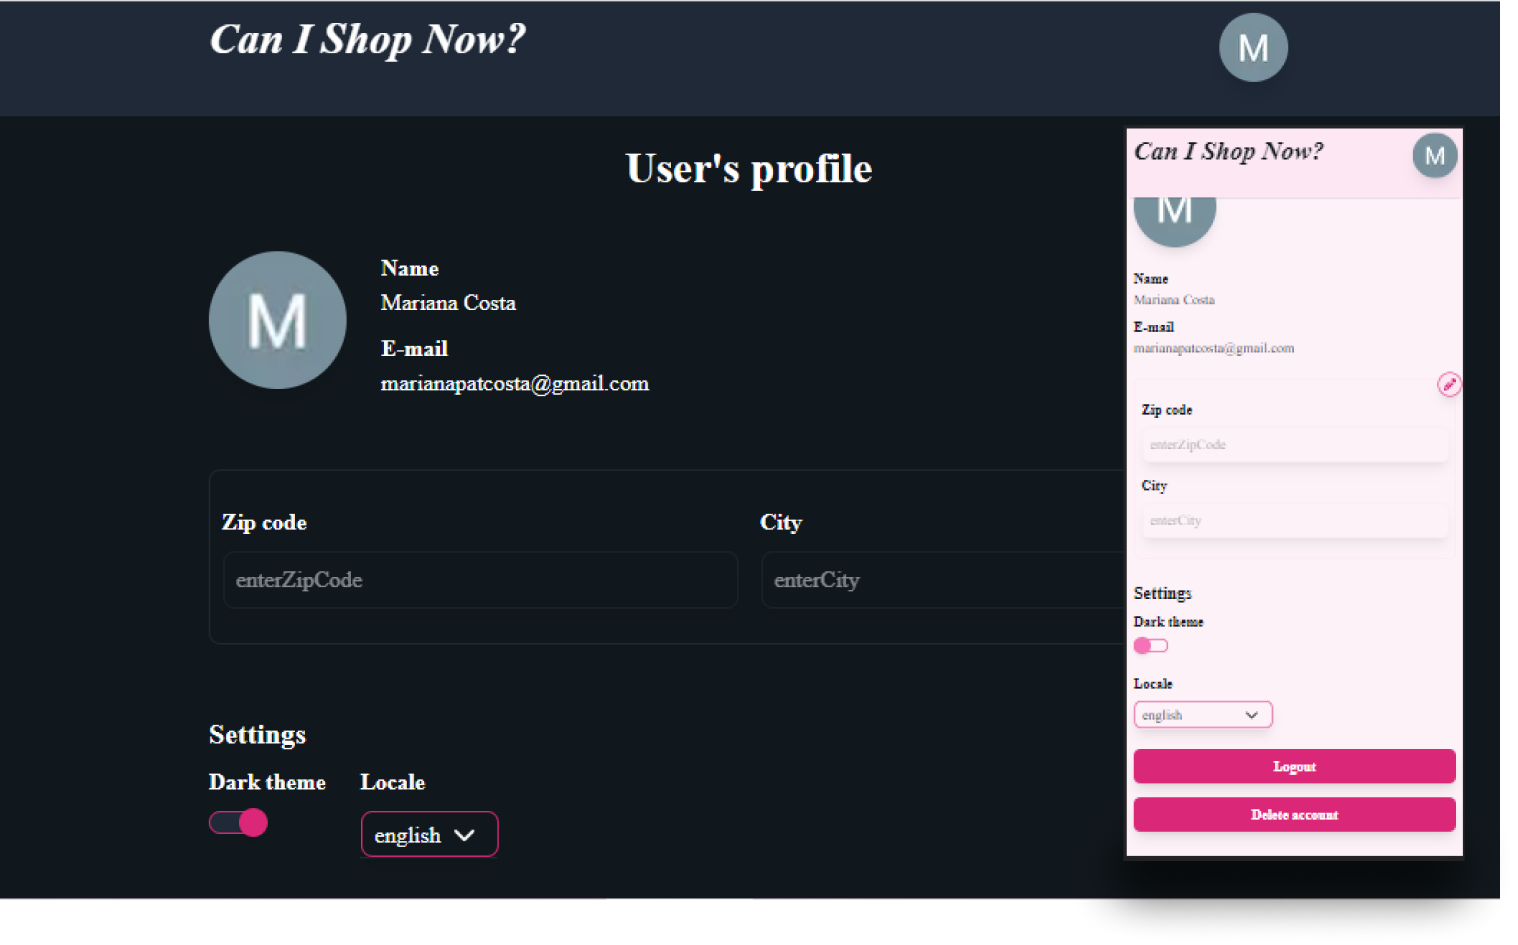 Can I Shop Now?
M
User's profile
M
Name
Mariana Costa
E-mail
marianapatcosta@gmail.com
Zip code
City
enterZipCode
enterCity
Settings
Dark theme
Locale
english
Can I Shop Now?
M
M
Name
Mariana Costa
E-mail
marianapatcosta@gmail.com
Zip code
enterZipCode
City
enterCity
Settings
Dark theme
Locale
english
Logout
Delete account